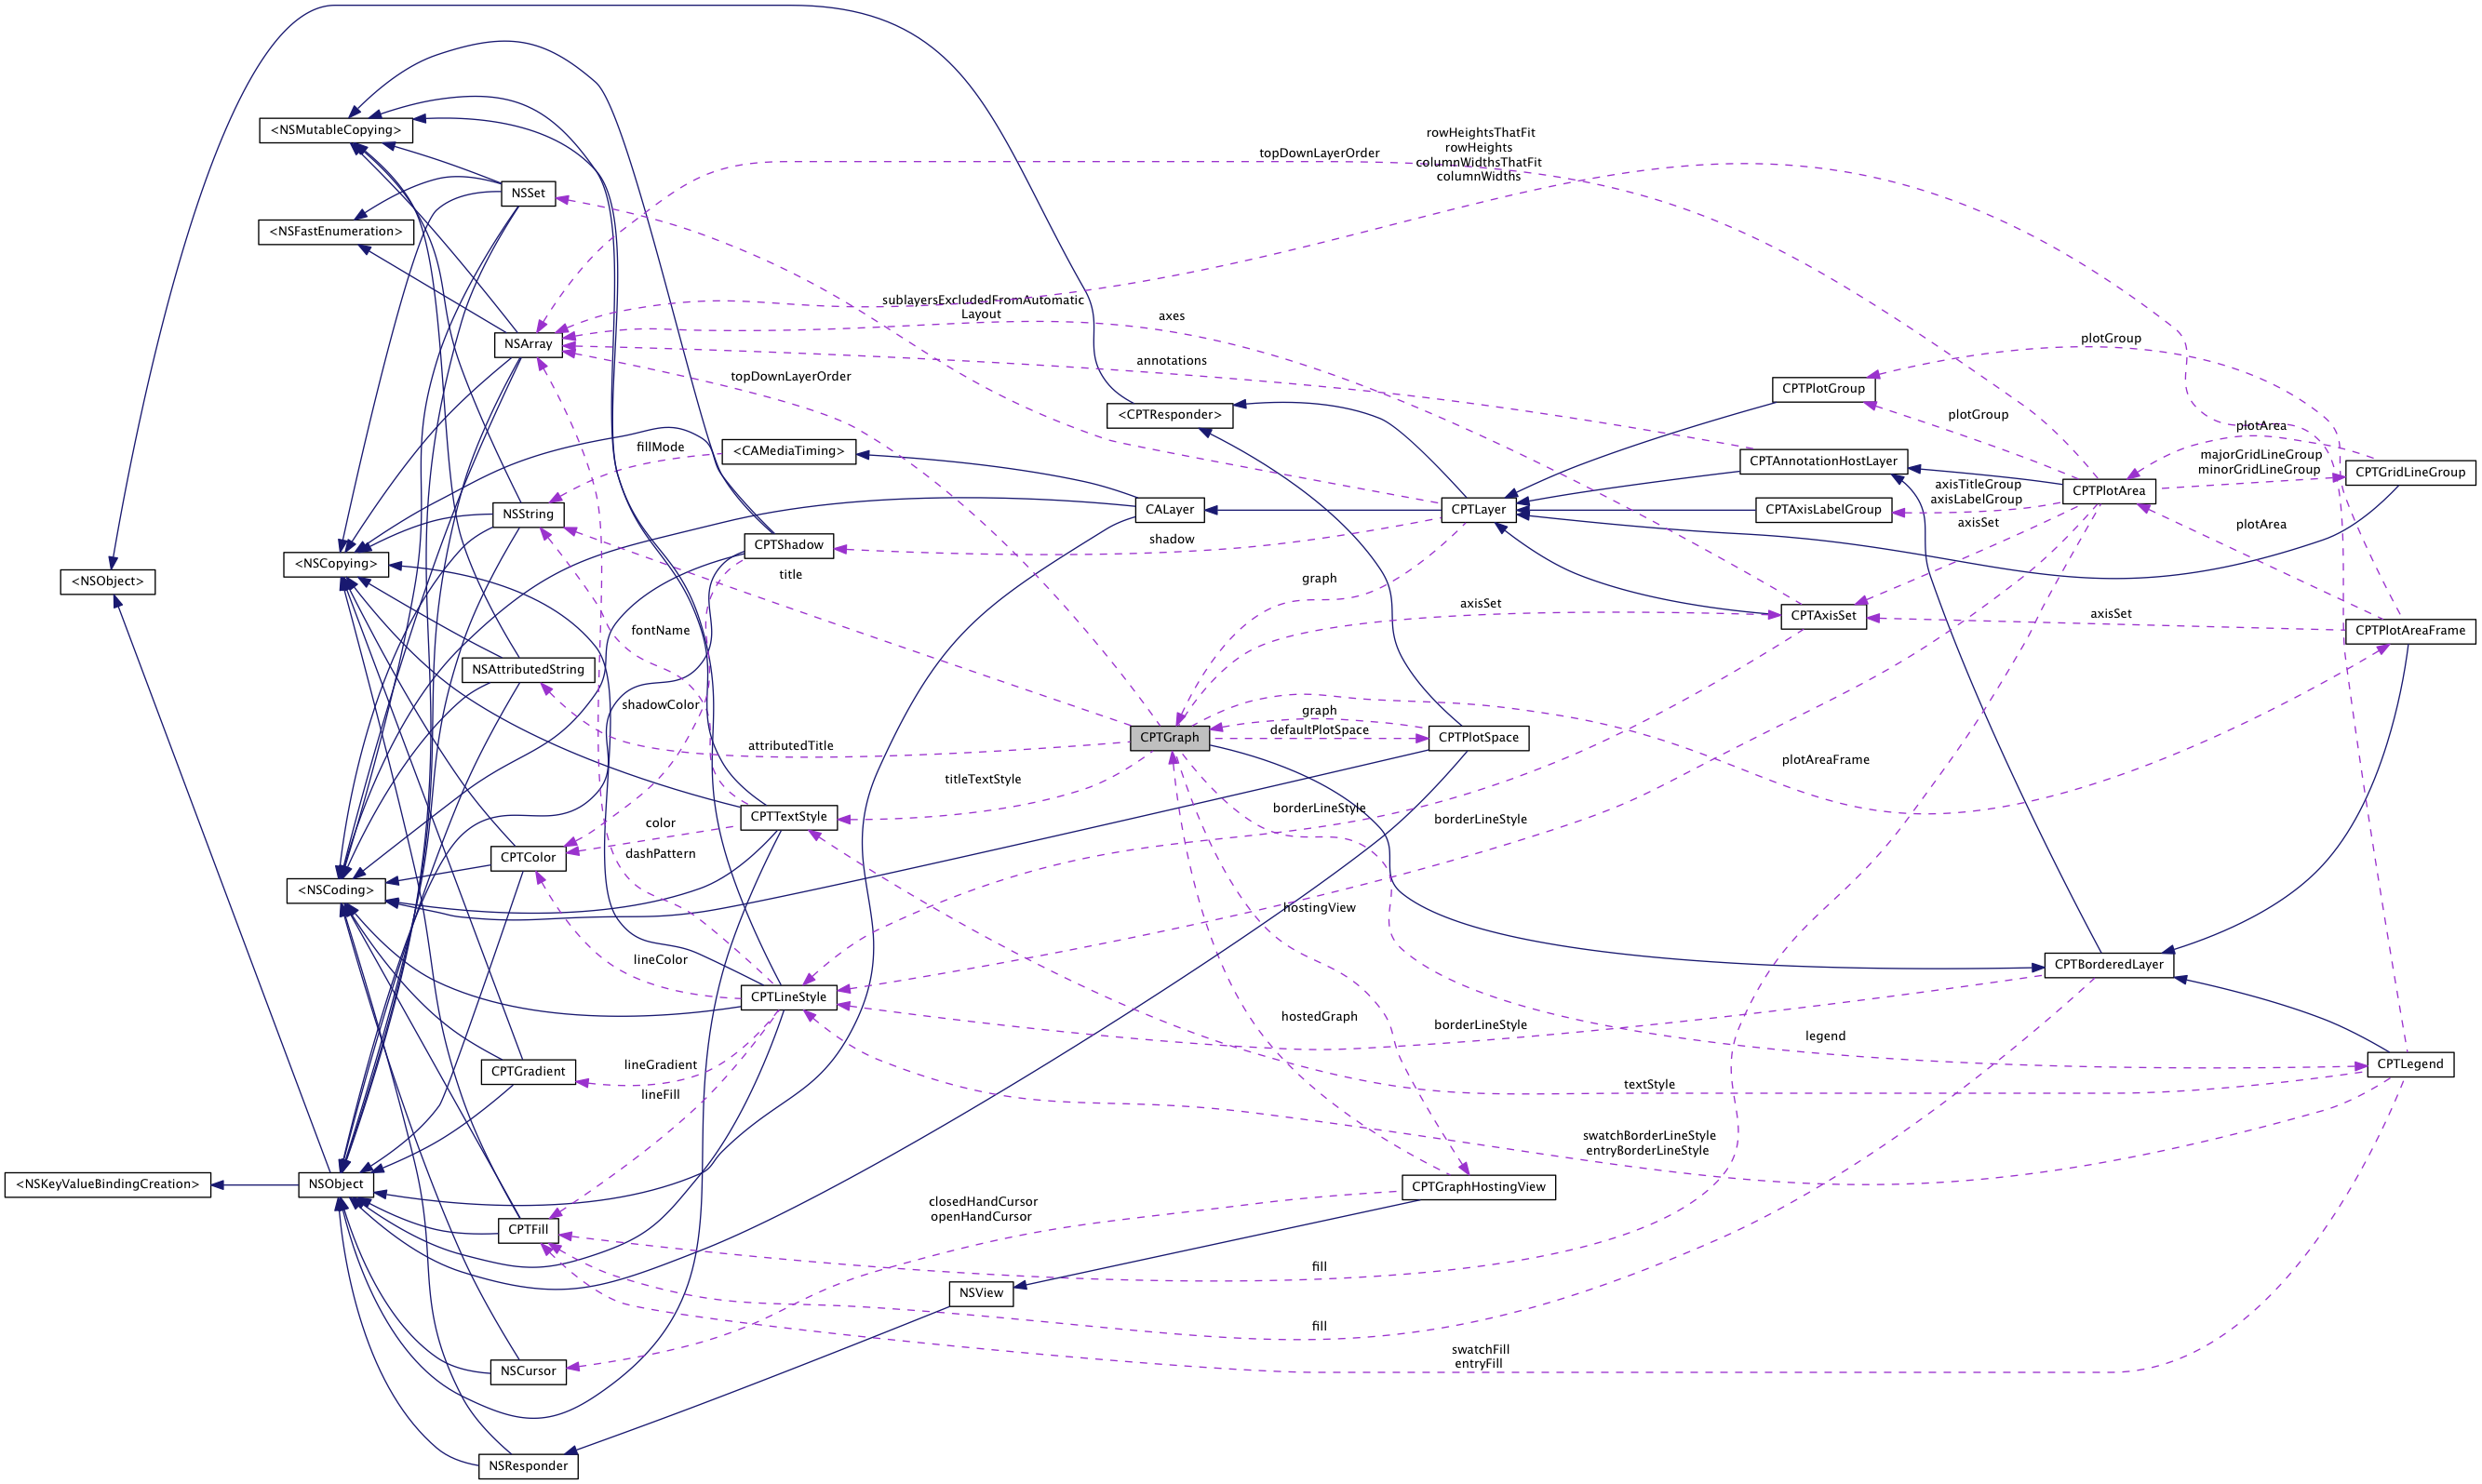 <NSMutableCopying>
rowHeightsThatFit
rowHeights
columnWidthsThatFit
columnWidths
topDownLayerOrder
NSSet
<NSFastEnumeration>
sublayersExcludedFromAutomatic
Layout
axes
NSArray
annotations
plotGroup
topDownLayerOrder
CPTPlotGroup
<CPTResponder>
plotGroup
plotArea
fillMode
<CAMediaTiming>
CPTAnnotationHostLayer
majorGridLineGroup
minorGridLineGroup
CPTGridLineGroup
axisTitleGroup
axisLabelGroup
CPTPlotArea
NSString
CALayer
CPTLayer
CPTAxisLabelGroup
axisSet
plotArea
shadow
CPTShadow
<NSCopying>
title
graph
<NSObject>
fontName
axisSet
CPTAxisSet
axisSet
CPTPlotAreaFrame
NSAttributedString
shadowColor
graph
defaultPlotSpace
CPTGraph
CPTPlotSpace
attributedTitle
plotAreaFrame
titleTextStyle
borderLineStyle
borderLineStyle
CPTTextStyle
color
dashPattern
CPTColor
<NSCoding>
hostingView
lineColor
CPTBorderedLayer
CPTLineStyle
hostedGraph
borderLineStyle
legend
lineGradient
CPTGradient
CPTLegend
textStyle
lineFill
swatchBorderLineStyle
entryBorderLineStyle
<NSKeyValueBindingCreation>
NSObject
CPTGraphHostingView
closedHandCursor
openHandCursor
CPTFill
fill
NSView
fill
swatchFill
entryFill
NSCursor
NSResponder